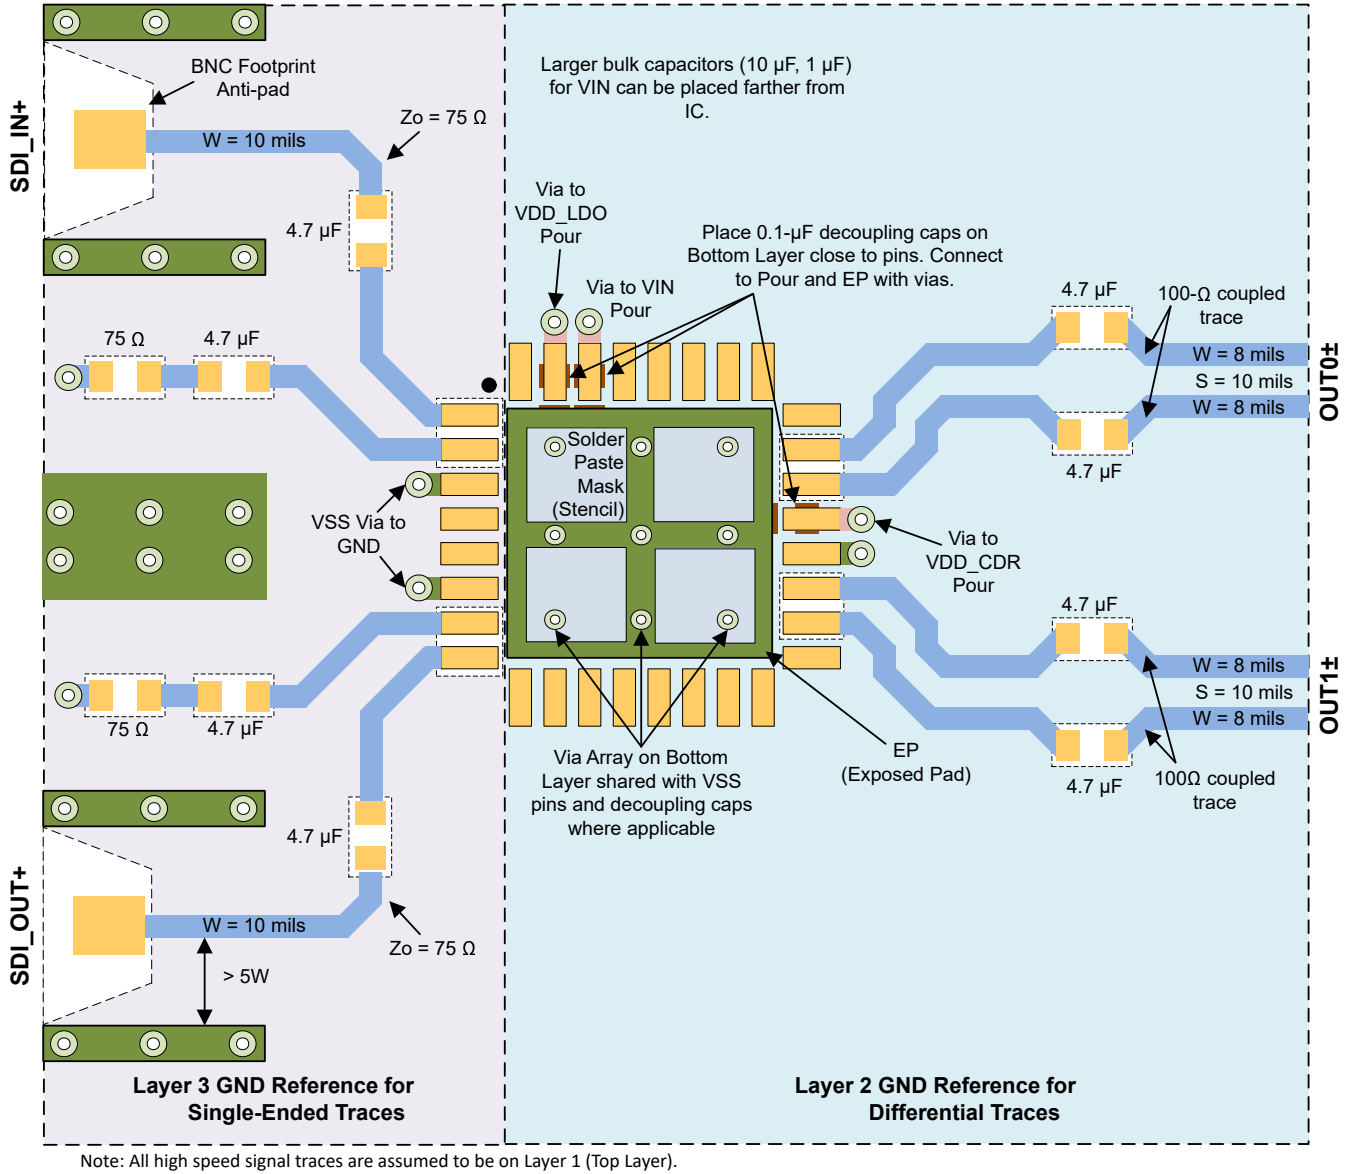 BNC Footprint
Anti-pad
SDI_IN+
W = 10 mils
Zo = 75 Ω
4.7 µF
Larger bulk capacitors (10 µF, 1 µF)
for VIN can be placed farther from
IC.
Via to
VDD_LDO
Pour
Via to VIN
Pour
Place 0.1-µF decoupling caps on
Bottom Layer close to pins. Connect
to Pour and EP with vias.
4.7 µF
100-Ω coupled
trace
W = 8 mils
S = 10 mils
W = 8 mils
OUT0±
4.7 µF
75 Ω
4.7 µF
Solder
Paste
Mask
(Stencil)
VSS Via to
GND
Via to
VDD_CDR
Pour
4.7 µF
W = 8 mils
S = 10 mils
W = 8 mils
OUT1±
4.7 µF
100Ω coupled
trace
75 Ω
4.7 µF
EP
(Exposed Pad)
Via Array on Bottom
Layer shared with VSS
pins and decoupling caps
where applicable
4.7 µF
SDI_OUT+
W = 10 mils
Zo = 75 Ω
> 5W
Layer 3 GND Reference for
Single-Ended Traces
Layer 2 GND Reference for
Differential Traces
Note: All high speed signal traces are assumed to be on Layer 1 (Top Layer).